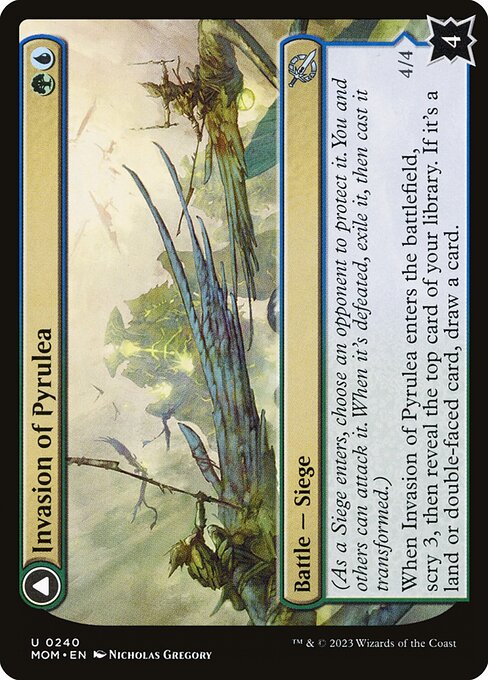 Invasion of Pyrulea
Battle — Siege
(As a Siege enters, choose an opponent to protect it. You and
others can attack it. When it's defeated, exile it, then cast it
transformed.)
4/4
When Invasion of Pyrulea enters the battlefield,
scry 3, then reveal the top card of your library. If it's a
land or double-faced card, draw a card.
4
U 0240
MOM • EN Nicholas Gregory
™ & © 2023 Wizards of the Coast